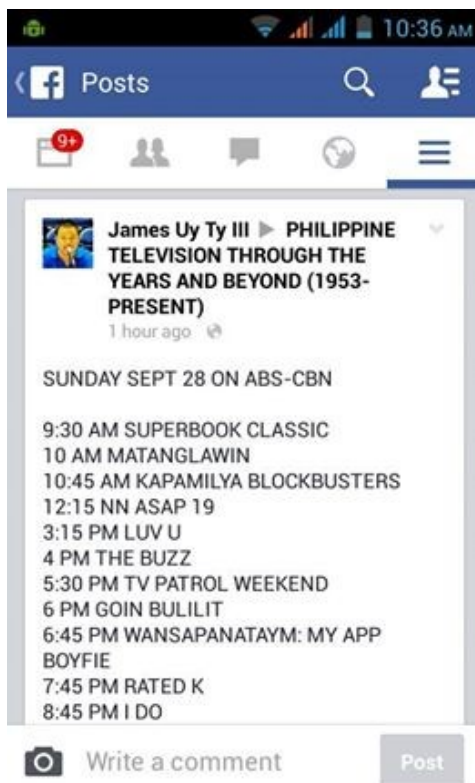 10:36 AM
f Posts
9+
James Uy Ty III ▶ PHILIPPINE
TELEVISION THROUGH THE
YEARS AND BEYOND (1953-
PRESENT)
1 hour ago
SUNDAY SEPT 28 ON ABS-CBN
9:30 AM SUPERBOOK CLASSIC
10 AM MATANGLAWIN
10:45 AM KAPAMILYA BLOCKBUSTERS
12:15 NN ASAP 19
3:15 PM LUV U
4 PM THE BUZZ
5:30 PM TV PATROL WEEKEND
6 PM GOIN BULILIT
6:45 PM WANSAPANATAYM: MY APP
BOYFIE
7:45 PM RATED K
8:45 PM I DO
Write a comment
Post